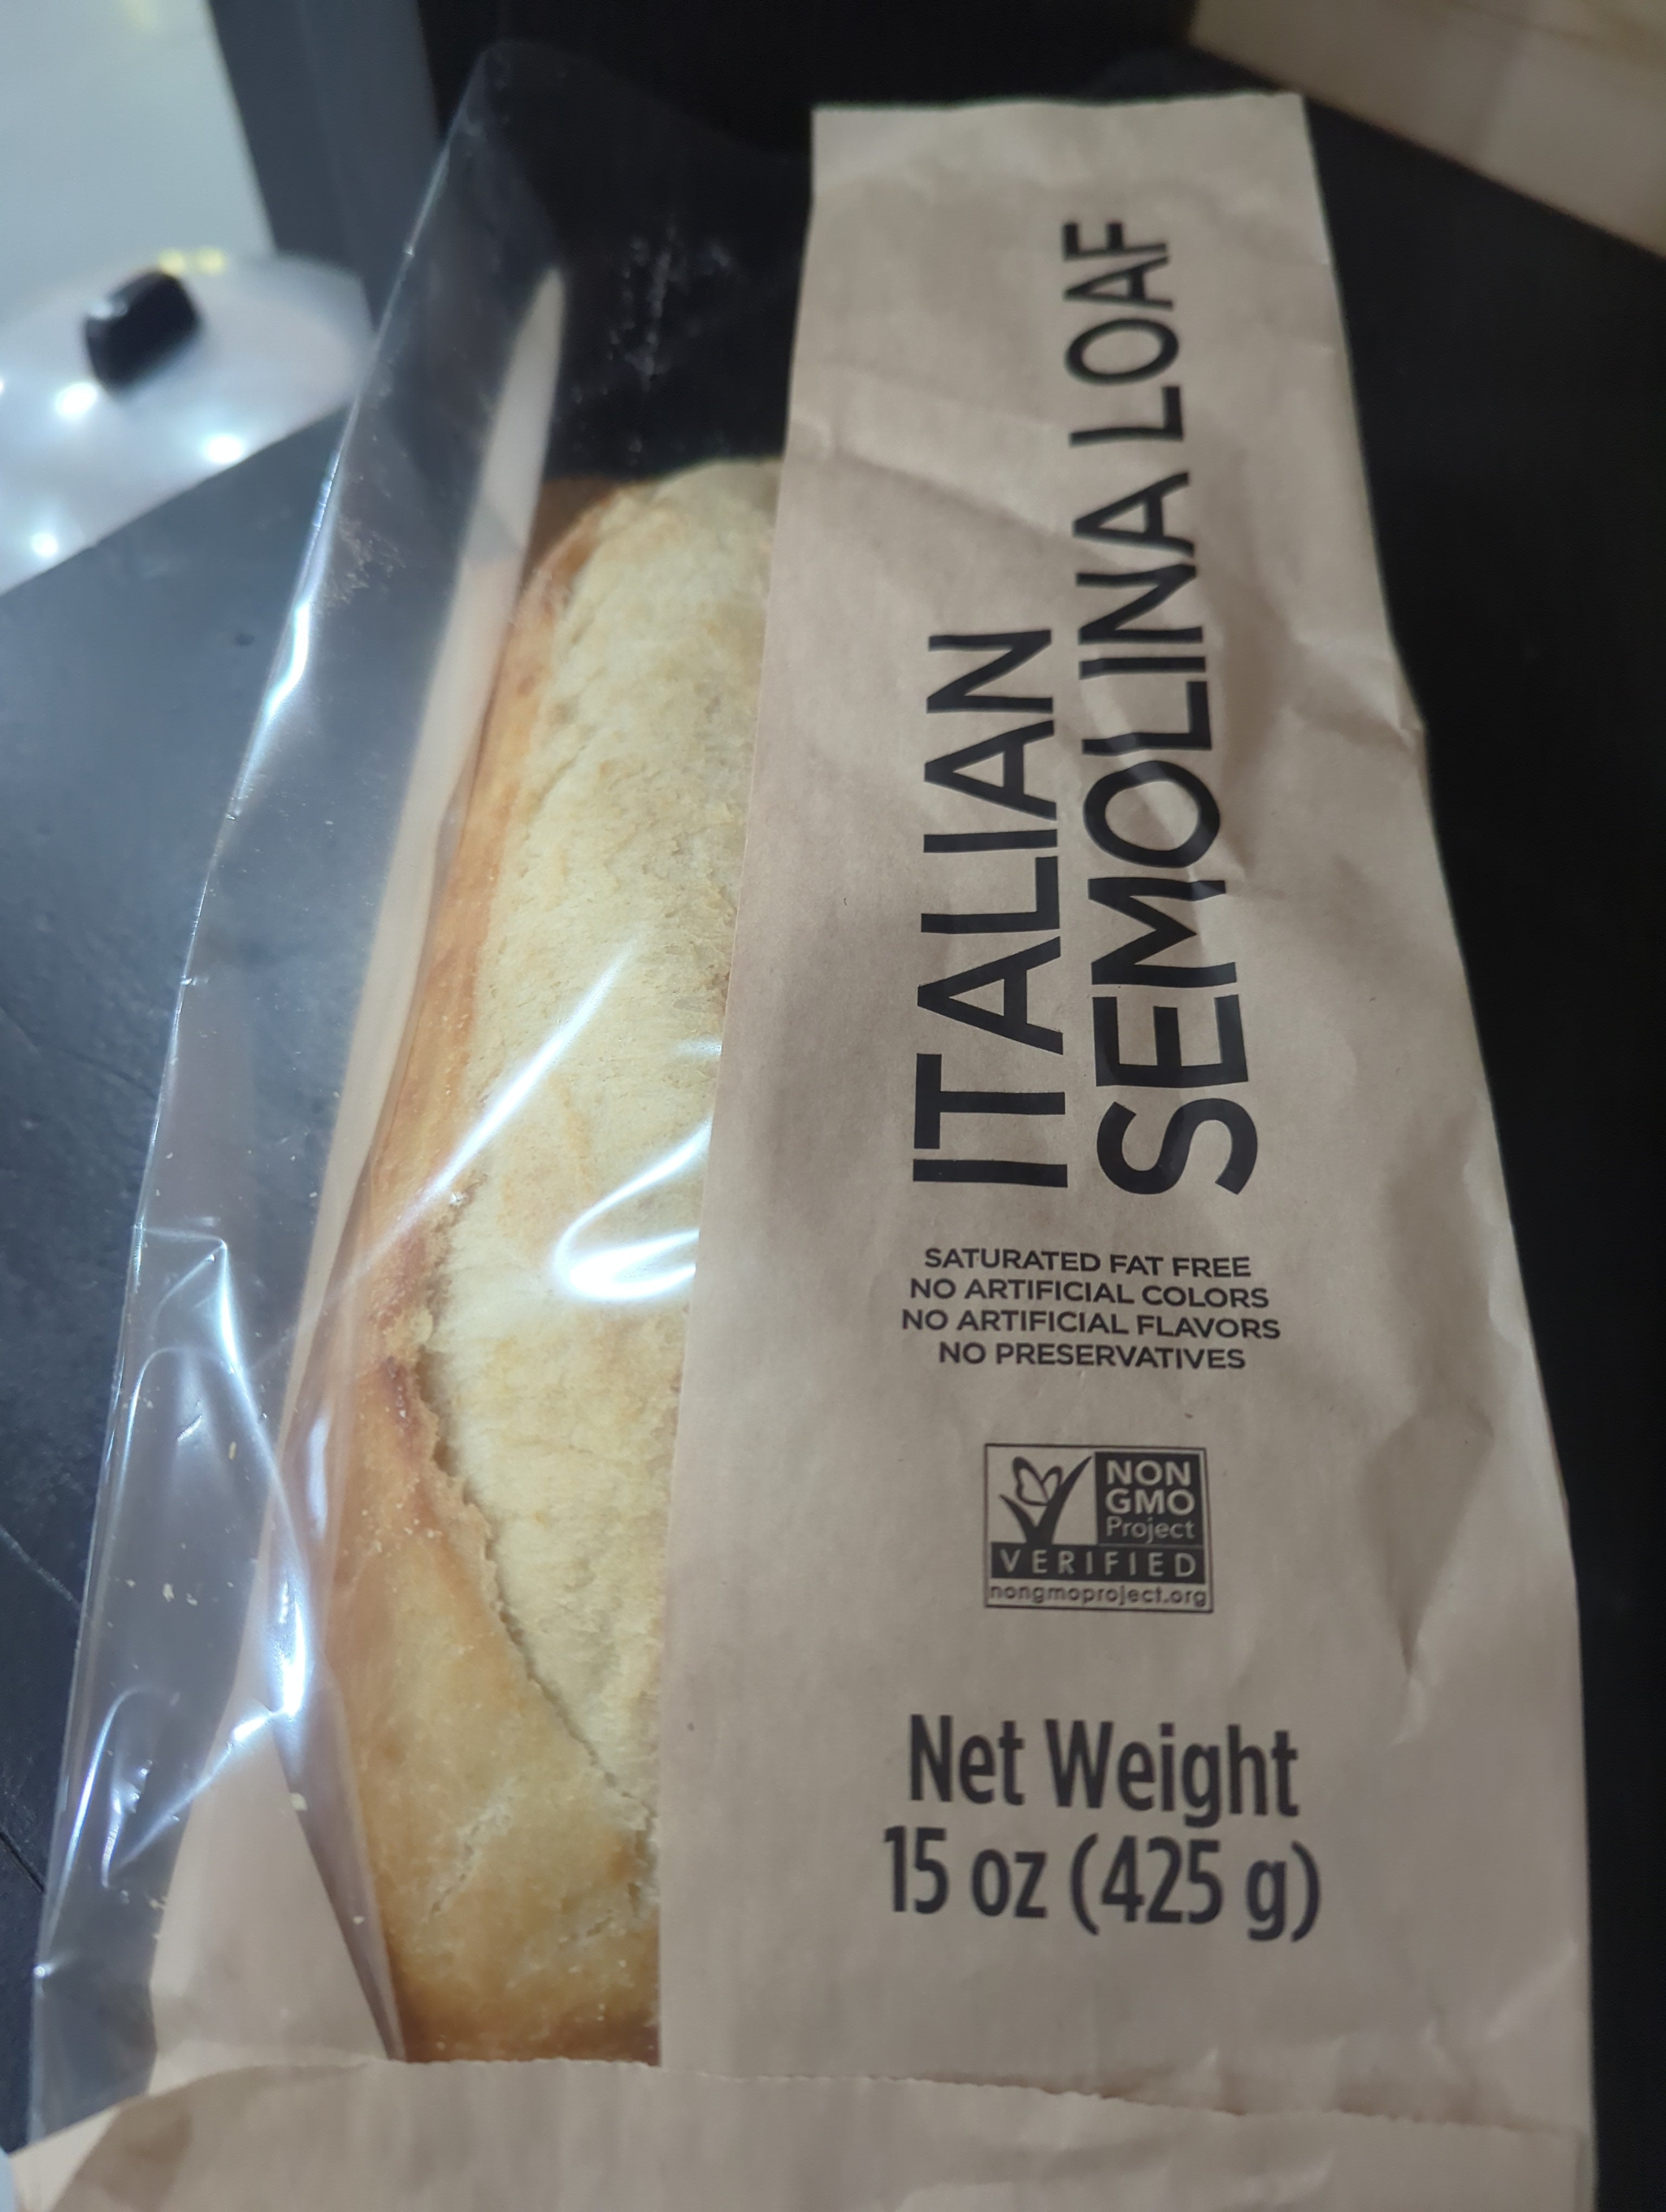 ITALIAN
SEMOLINA LOAF
SATURATED FAT FREE
NO ARTIFICIAL COLORS
NO ARTIFICIAL FLAVORS
NO PRESERVATIVES
NON
GMO
Project
VERIFIED
nongmoproject.org
Net Weight
15 oz (425 g)